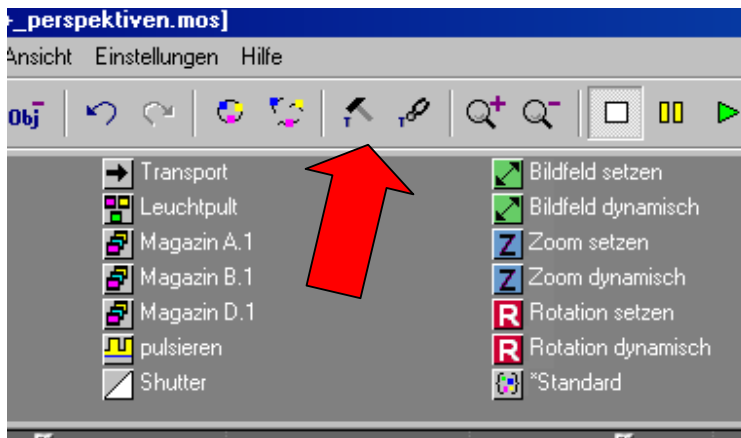 +_perspektiven.mos]
Ansicht Einstellungen Hilfe
Obj T T
Transport
Leuchtpult
Magazin A.1
Magazin B.1
Magazin D.1
pulsieren
Shutter
Bildfeld setzen
Bildfeld dynamisch
Z Zoom setzen
Z Zoom dynamisch
R Rotation setzen
R Rotation dynamisch
*Standard